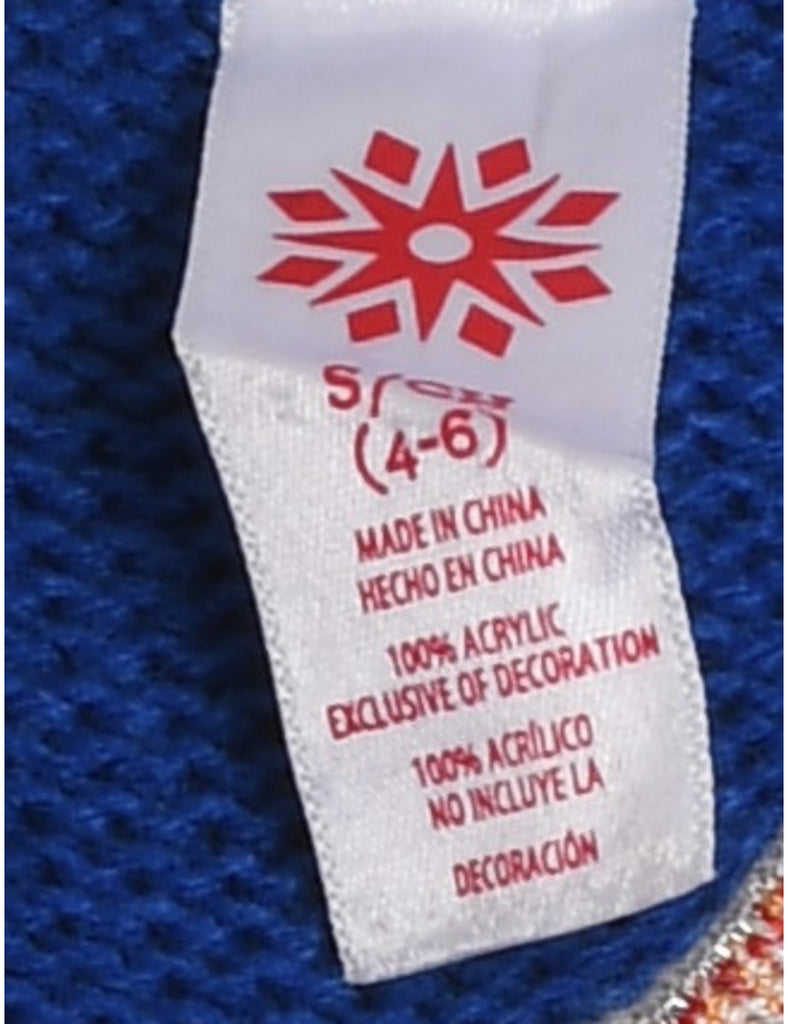 S/CH
(4-6)
MADE IN CHINA
HECHO EN CHINA
100% ACRYLIC
EXCLUSIVE OF DECORATION
100% ACRÍLICO
NO INCLUYE LA
DECORACIÓN